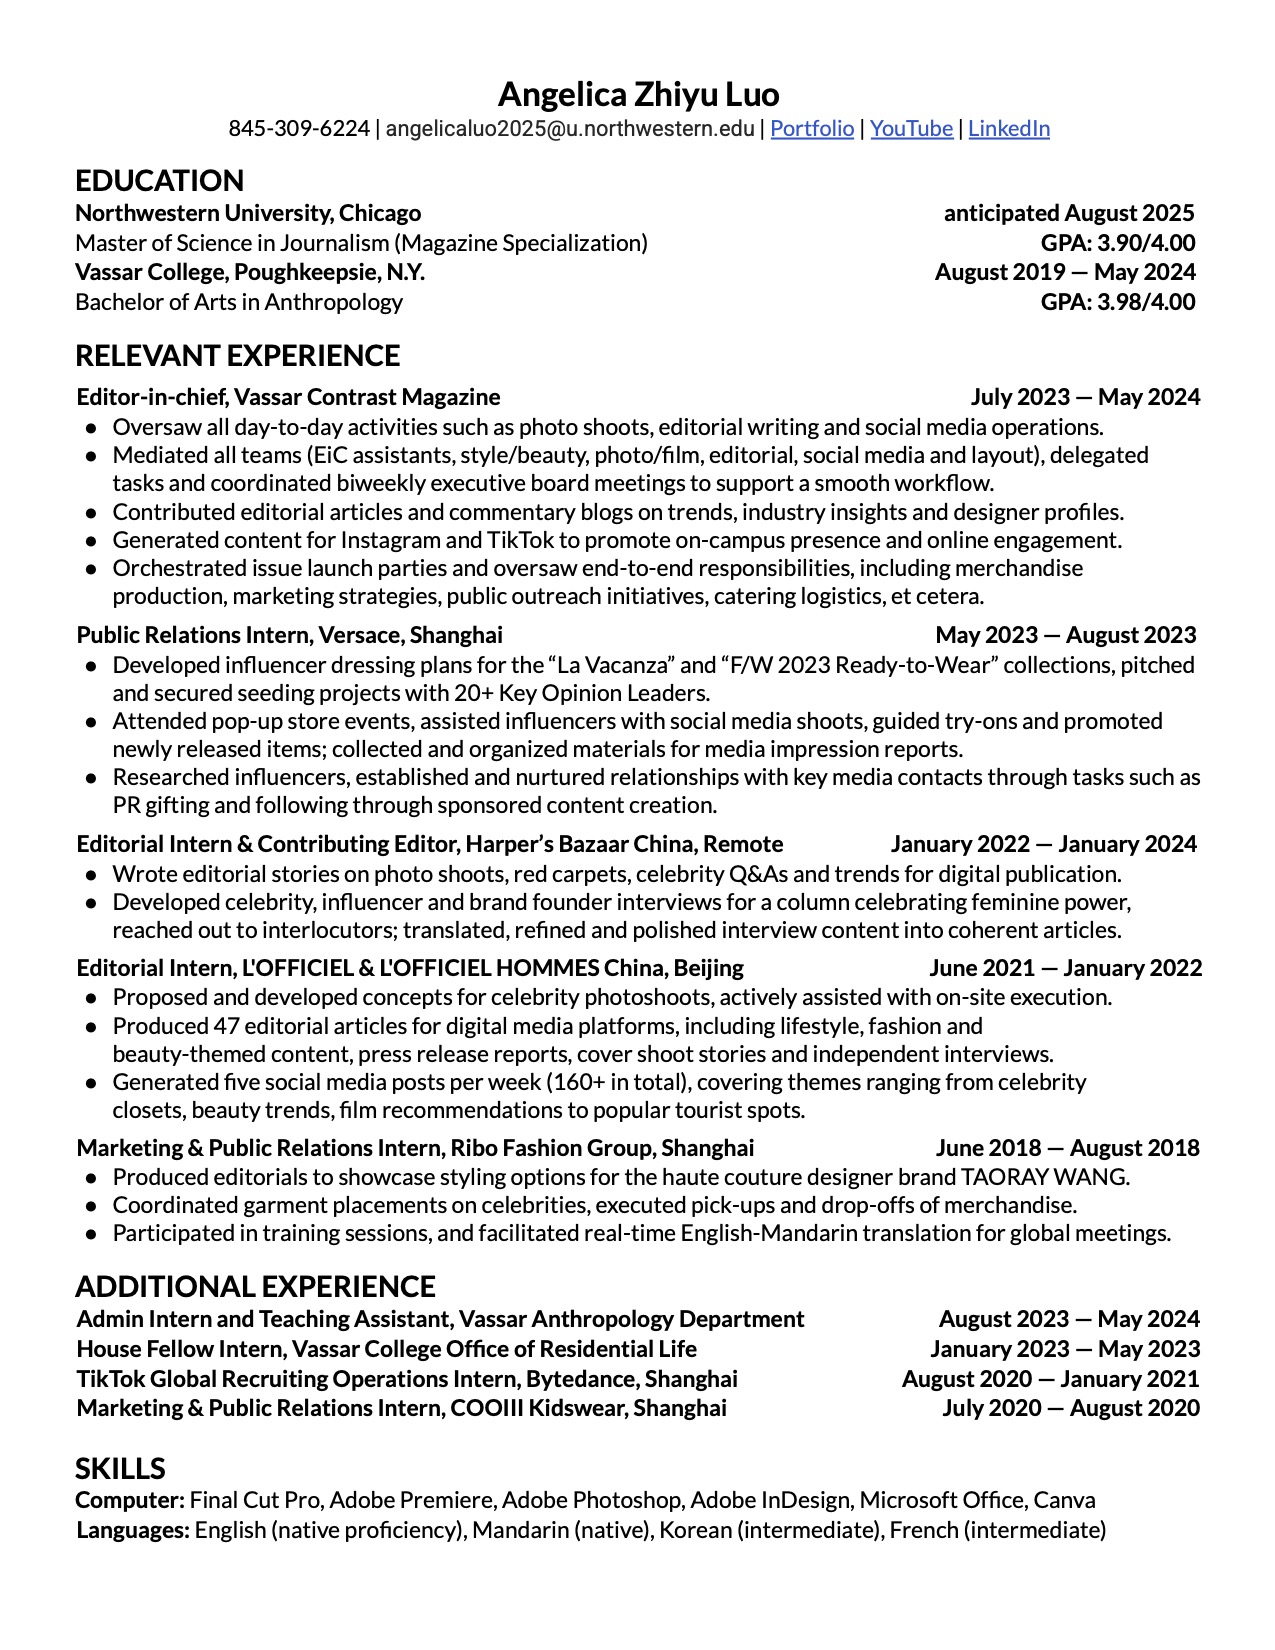 Angelica Zhiyu Luo
845-309-6224 | angelicaluo2025@u.northwestern.edu | Portfolio | YouTube | LinkedIn
EDUCATION
Northwestern University, Chicago anticipated August 2025
Master of Science in Journalism (Magazine Specialization) GPA: 3.90/4.00
Vassar College, Poughkeepsie, N.Y. August 2019 — May 2024
Bachelor of Arts in Anthropology GPA: 3.98/4.00
RELEVANT EXPERIENCE
Editor-in-chief, Vassar Contrast Magazine July 2023 — May 2024
● Oversaw all day-to-day activities such as photo shoots, editorial writing and social media operations.
● Mediated all teams (EiC assistants, style/beauty, photo/film, editorial, social media and layout), delegated
tasks and coordinated biweekly executive board meetings to support a smooth workflow.
● Contributed editorial articles and commentary blogs on trends, industry insights and designer profiles.
● Generated content for Instagram and TikTok to promote on-campus presence and online engagement.
● Orchestrated issue launch parties and oversaw end-to-end responsibilities, including merchandise
production, marketing strategies, public outreach initiatives, catering logistics, et cetera.
Public Relations Intern, Versace, Shanghai May 2023 — August 2023
● Developed influencer dressing plans for the “La Vacanza” and “F/W 2023 Ready-to-Wear” collections, pitched
and secured seeding projects with 20+ Key Opinion Leaders.
● Attended pop-up store events, assisted influencers with social media shoots, guided try-ons and promoted
newly released items; collected and organized materials for media impression reports.
● Researched influencers, established and nurtured relationships with key media contacts through tasks such as
PR gifting and following through sponsored content creation.
Editorial Intern & Contributing Editor, Harper’s Bazaar China, Remote January 2022 — January 2024
● Wrote editorial stories on photo shoots, red carpets, celebrity Q&As and trends for digital publication.
● Developed celebrity, influencer and brand founder interviews for a column celebrating feminine power,
reached out to interlocutors; translated, refined and polished interview content into coherent articles.
Editorial Intern, L'OFFICIEL & L'OFFICIEL HOMMES China, Beijing June 2021 — January 2022
● Proposed and developed concepts for celebrity photoshoots, actively assisted with on-site execution.
● Produced 47 editorial articles for digital media platforms, including lifestyle, fashion and
beauty-themed content, press release reports, cover shoot stories and independent interviews.
● Generated five social media posts per week (160+ in total), covering themes ranging from celebrity
closets, beauty trends, film recommendations to popular tourist spots.
Marketing & Public Relations Intern, Ribo Fashion Group, Shanghai June 2018 — August 2018
● Produced editorials to showcase styling options for the haute couture designer brand TAORAY WANG.
● Coordinated garment placements on celebrities, executed pick-ups and drop-offs of merchandise.
● Participated in training sessions, and facilitated real-time English-Mandarin translation for global meetings.
ADDITIONAL EXPERIENCE
Admin Intern and Teaching Assistant, Vassar Anthropology Department August 2023 — May 2024
House Fellow Intern, Vassar College Office of Residential Life January 2023 — May 2023
TikTok Global Recruiting Operations Intern, Bytedance, Shanghai August 2020 — January 2021
Marketing & Public Relations Intern, COOIII Kidswear, Shanghai July 2020 — August 2020
SKILLS
Computer: Final Cut Pro, Adobe Premiere, Adobe Photoshop, Adobe InDesign, Microsoft Office, Canva
Languages: English (native proficiency), Mandarin (native), Korean (intermediate), French (intermediate)